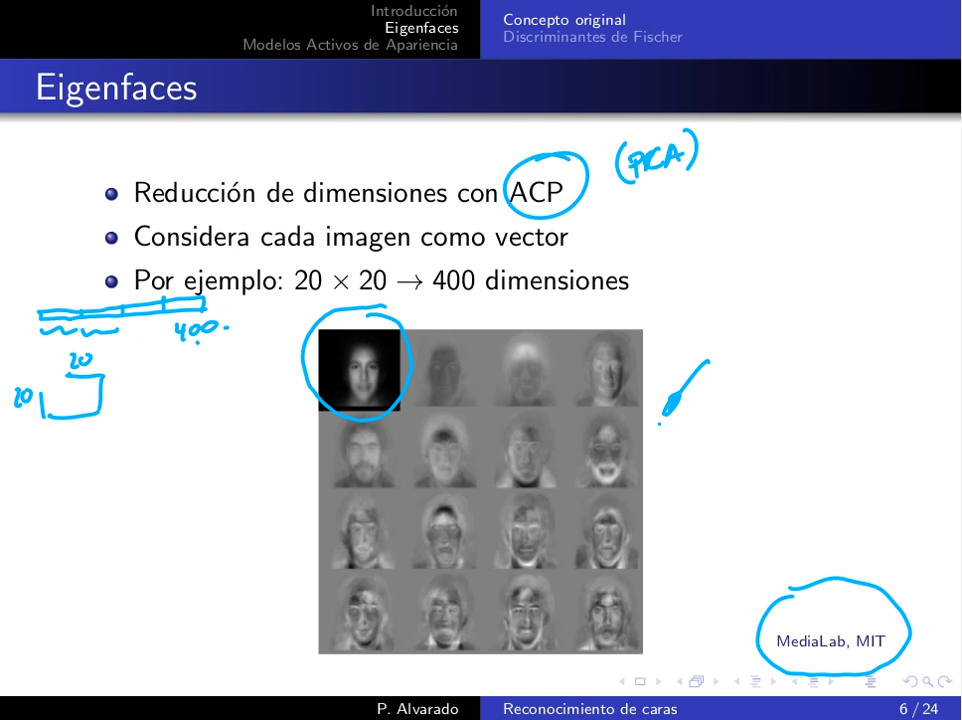 Introducción
Eigenfaces
Modelos Activos de Apariencia
Concepto original
Discriminantes de Fischer
Eigenfaces
(PCA)
Reducción de dimensiones con ACP
Considera cada imagen como vector
Por ejemplo: 20 × 20 → 400 dimensiones
400.
20
20
MediaLab, MIT
P. Alvarado
Reconocimiento de caras
6 / 24